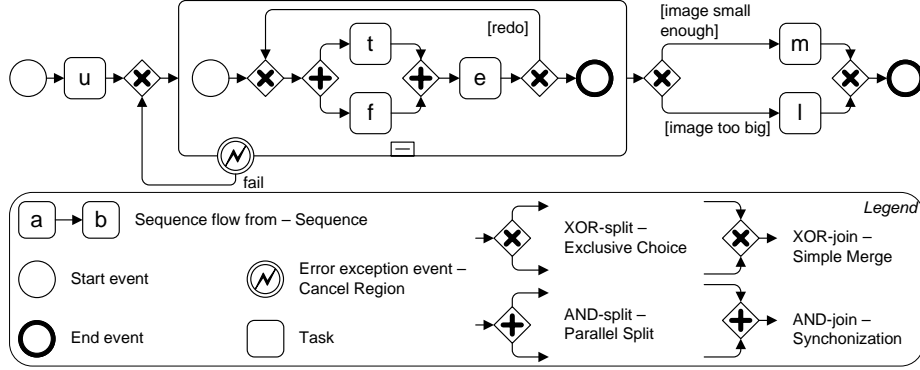 [image small
enough]
[redo]
t
m
u
e
f
l
[image too big]
fail
Legend
a
b
Sequence flow from – Sequence
XOR-split –
Exclusive Choice
XOR-join –
Simple Merge
Start event
Error exception event –
Cancel Region
AND-split –
Parallel Split
AND-join –
Synchonization
End event
Task